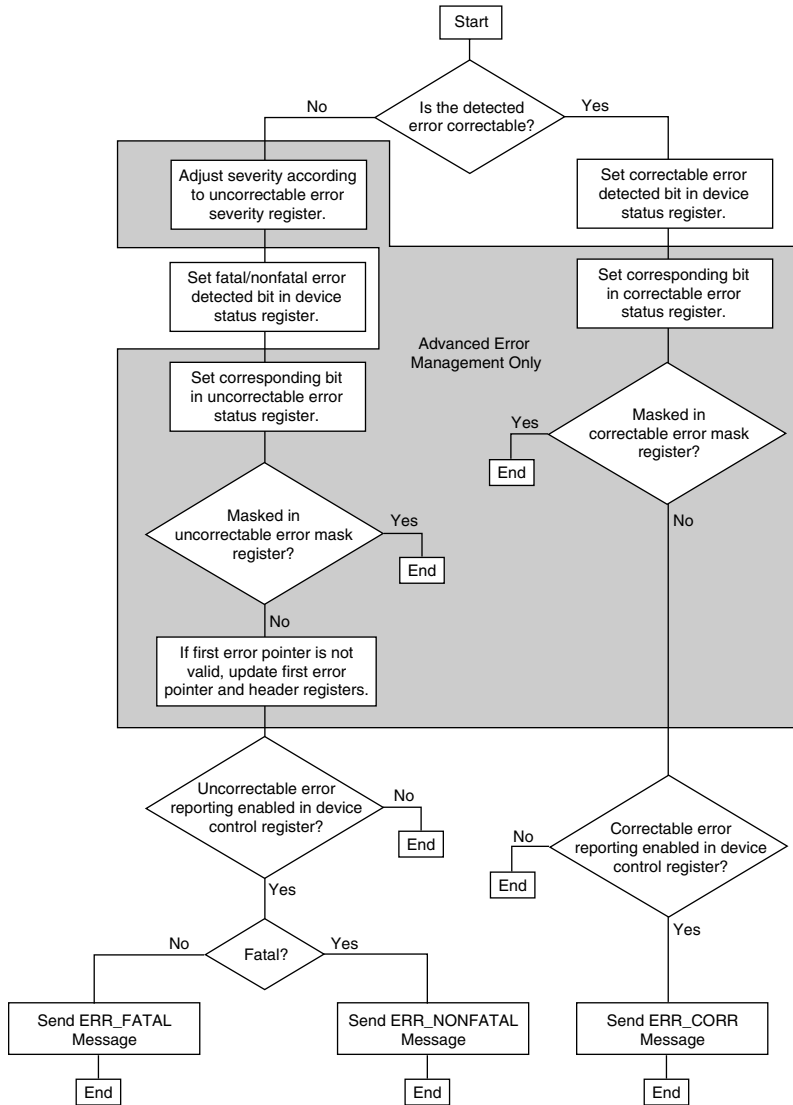 Start
Is the detected
error correctable?
No
Yes
Adjust severity according
to uncorrectable error
severity register.
Set correctable error
detected bit in device
status register.
Set fatal/nonfatal error
detected bit in device
status register.
Set corresponding bit
in correctable error
status register.
Advanced Error
Management Only
Set corresponding bit
in uncorrectable error
status register.
Masked in
correctable error mask
register?
Yes
End
No
Masked in
uncorrectable error mask
register?
Yes
End
No
If first error pointer is not
valid, update first error
pointer and header registers.
Uncorrectable error
reporting enabled in device
control register?
No
End
Yes
Correctable error
reporting enabled in device
control register?
No
End
Yes
Fatal?
No
Yes
Send ERR_FATAL
Message
Send ERR_NONFATAL
Message
Send ERR_CORR
Message
End
End
End